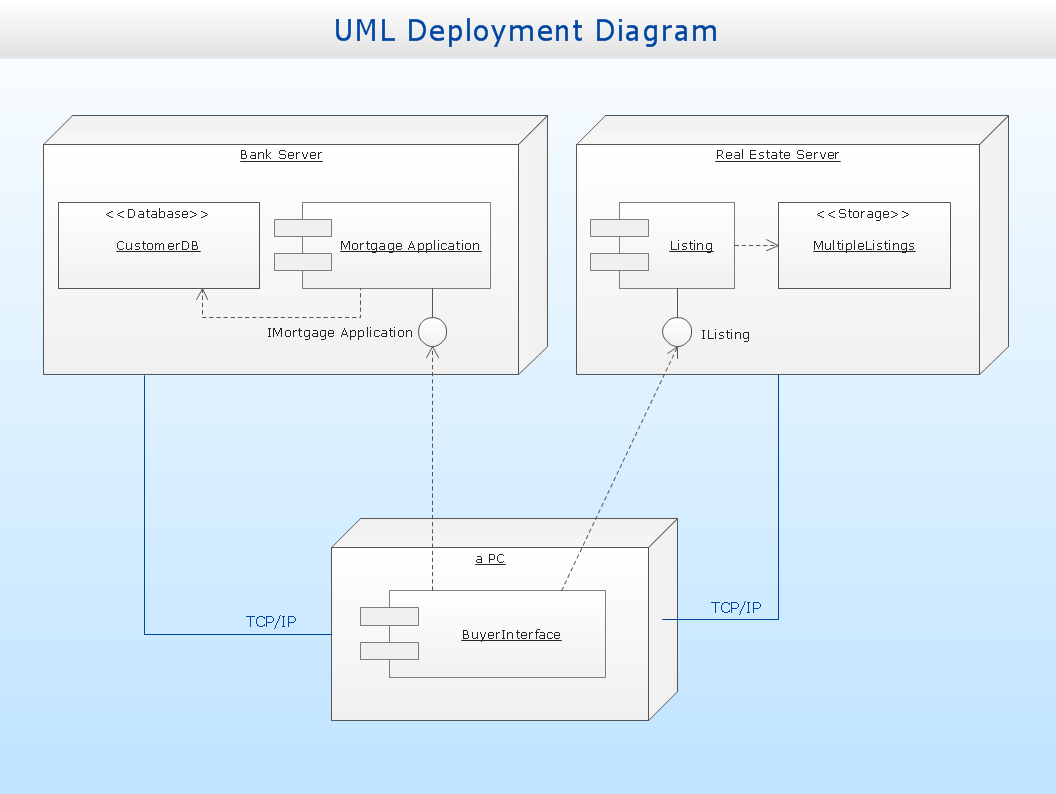 UML Deployment Diagram
Bank Server
<<Database>>
CustomerDB
Mortgage Application
IMortgage Application
Real Estate Server
Listing
<<Storage>>
MultipleListings
IListing
TCP/IP
TCP/IP
a PC
BuyerInterface